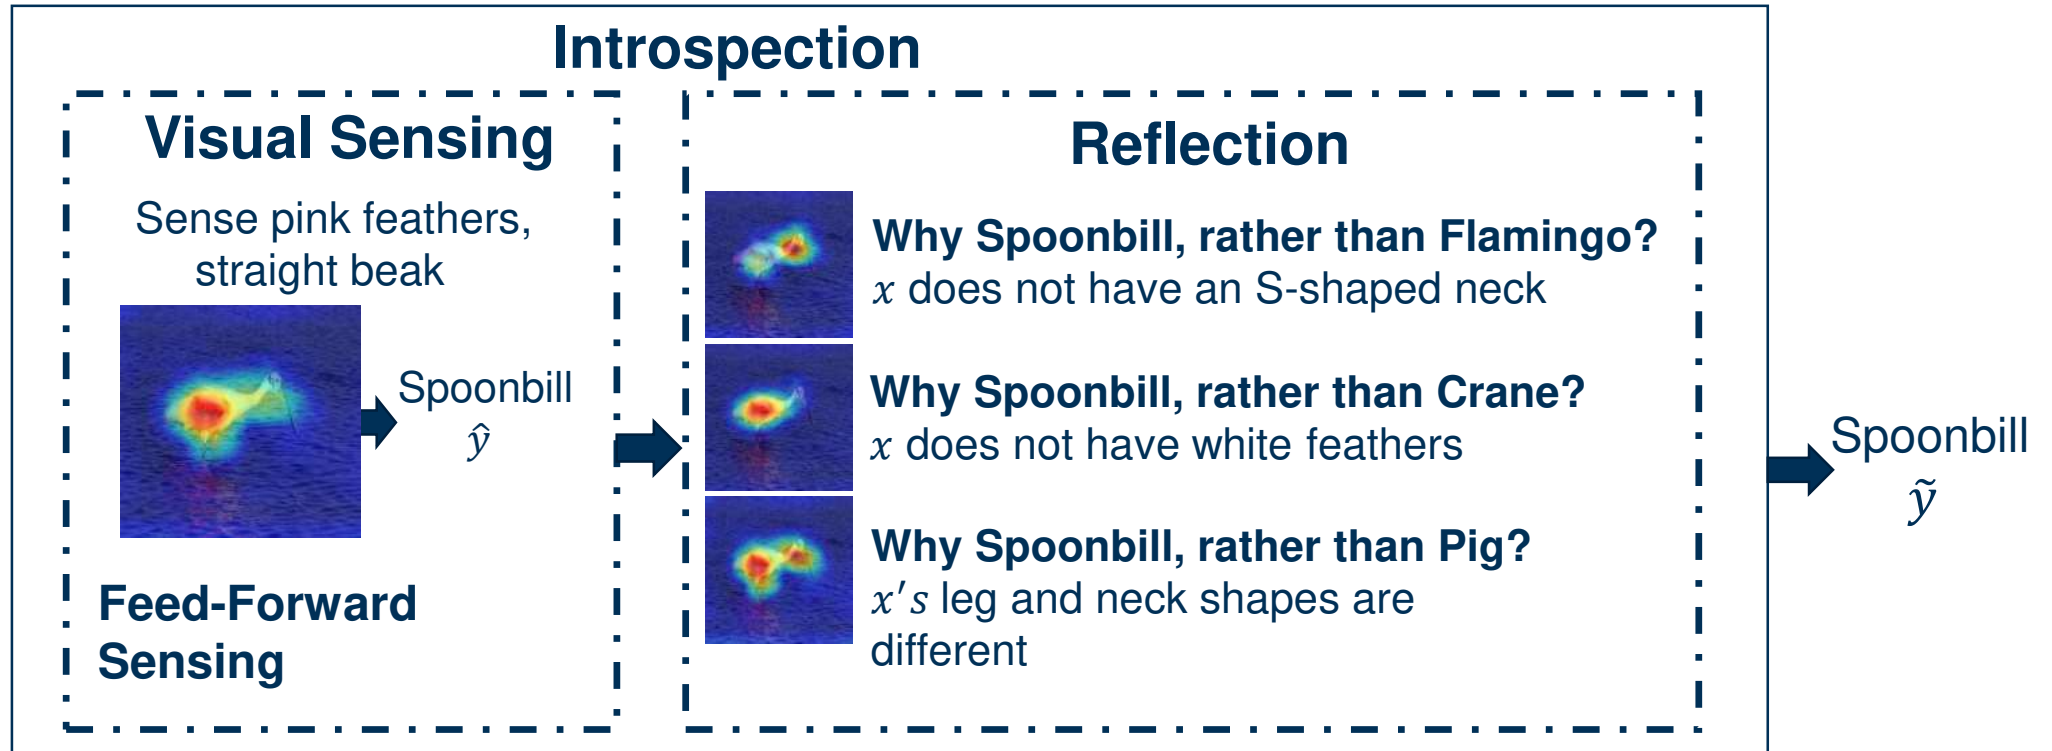 Introspection
Visual Sensing
Sense pink feathers,
straight beak
Spoonbill
ŷ
Feed-Forward
Sensing
Reflection
Why Spoonbill, rather than Flamingo?
x does not have an S-shaped neck
Why Spoonbill, rather than Crane?
x does not have white feathers
Why Spoonbill, rather than Pig?
x′s leg and neck shapes are
different
Spoonbill
ỹ